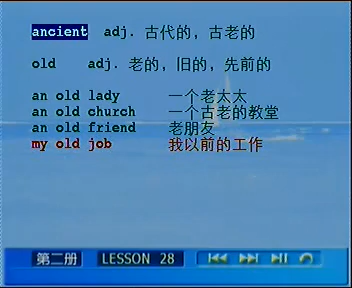 ancient adj. 古代的，古老的
old adj. 老的，旧的，先前的
an old lady 一个老太太
an old church 一个古老的教堂
an old friend 老朋友
my old job 我以前的工作
第二册 LESSON 28